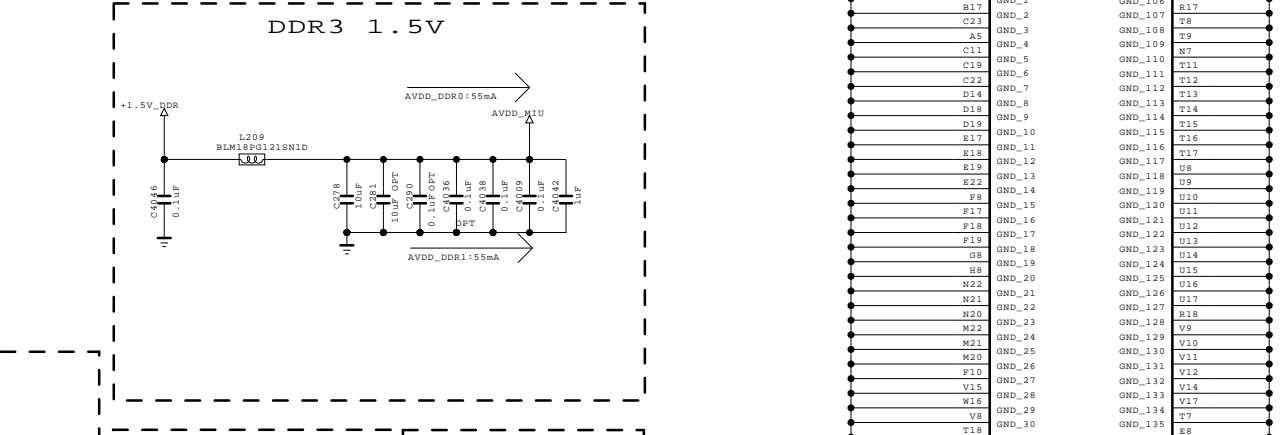 DDR3 1.5V
AVDD_DDR0:55mA
+1.5V_DDR
AVDD_MIU
L209
BLM18PG121SN1D
C4046
0.1uF
C278
10uF
C281
10uF OPT
C290
0.1uF OPT
C4036
0.1uF
OPT
C4038
0.1uF
C4009
0.1uF
C4042
1uF
AVDD_DDR1:55mA
GND_1 GND_106
B17 GND_2 GND_107 R17
C23 GND_3 GND_108 T8
A5 GND_4 GND_109 T9
C11 GND_5 GND_110 N7
C19 GND_6 GND_111 T11
C22 GND_7 GND_112 T12
D14 GND_8 GND_113 T13
D18 GND_9 GND_114 T14
D19 GND_10 GND_115 T15
E17 GND_11 GND_116 T16
E18 GND_12 GND_117 T17
E19 GND_13 GND_118 U8
E22 GND_14 GND_119 U9
F8 GND_15 GND_120 U10
F17 GND_16 GND_121 U11
F18 GND_17 GND_122 U12
F19 GND_18 GND_123 U13
G8 GND_19 GND_124 U14
H8 GND_20 GND_125 U15
N22 GND_21 GND_126 U16
N21 GND_22 GND_127 U17
N20 GND_23 GND_128 R18
M22 GND_24 GND_129 V9
M21 GND_25 GND_130 V10
M20 GND_26 GND_131 V11
F10 GND_27 GND_132 V12
V15 GND_28 GND_133 V14
W16 GND_29 GND_134 V17
V8 GND_30 GND_135 T7
T18 E8